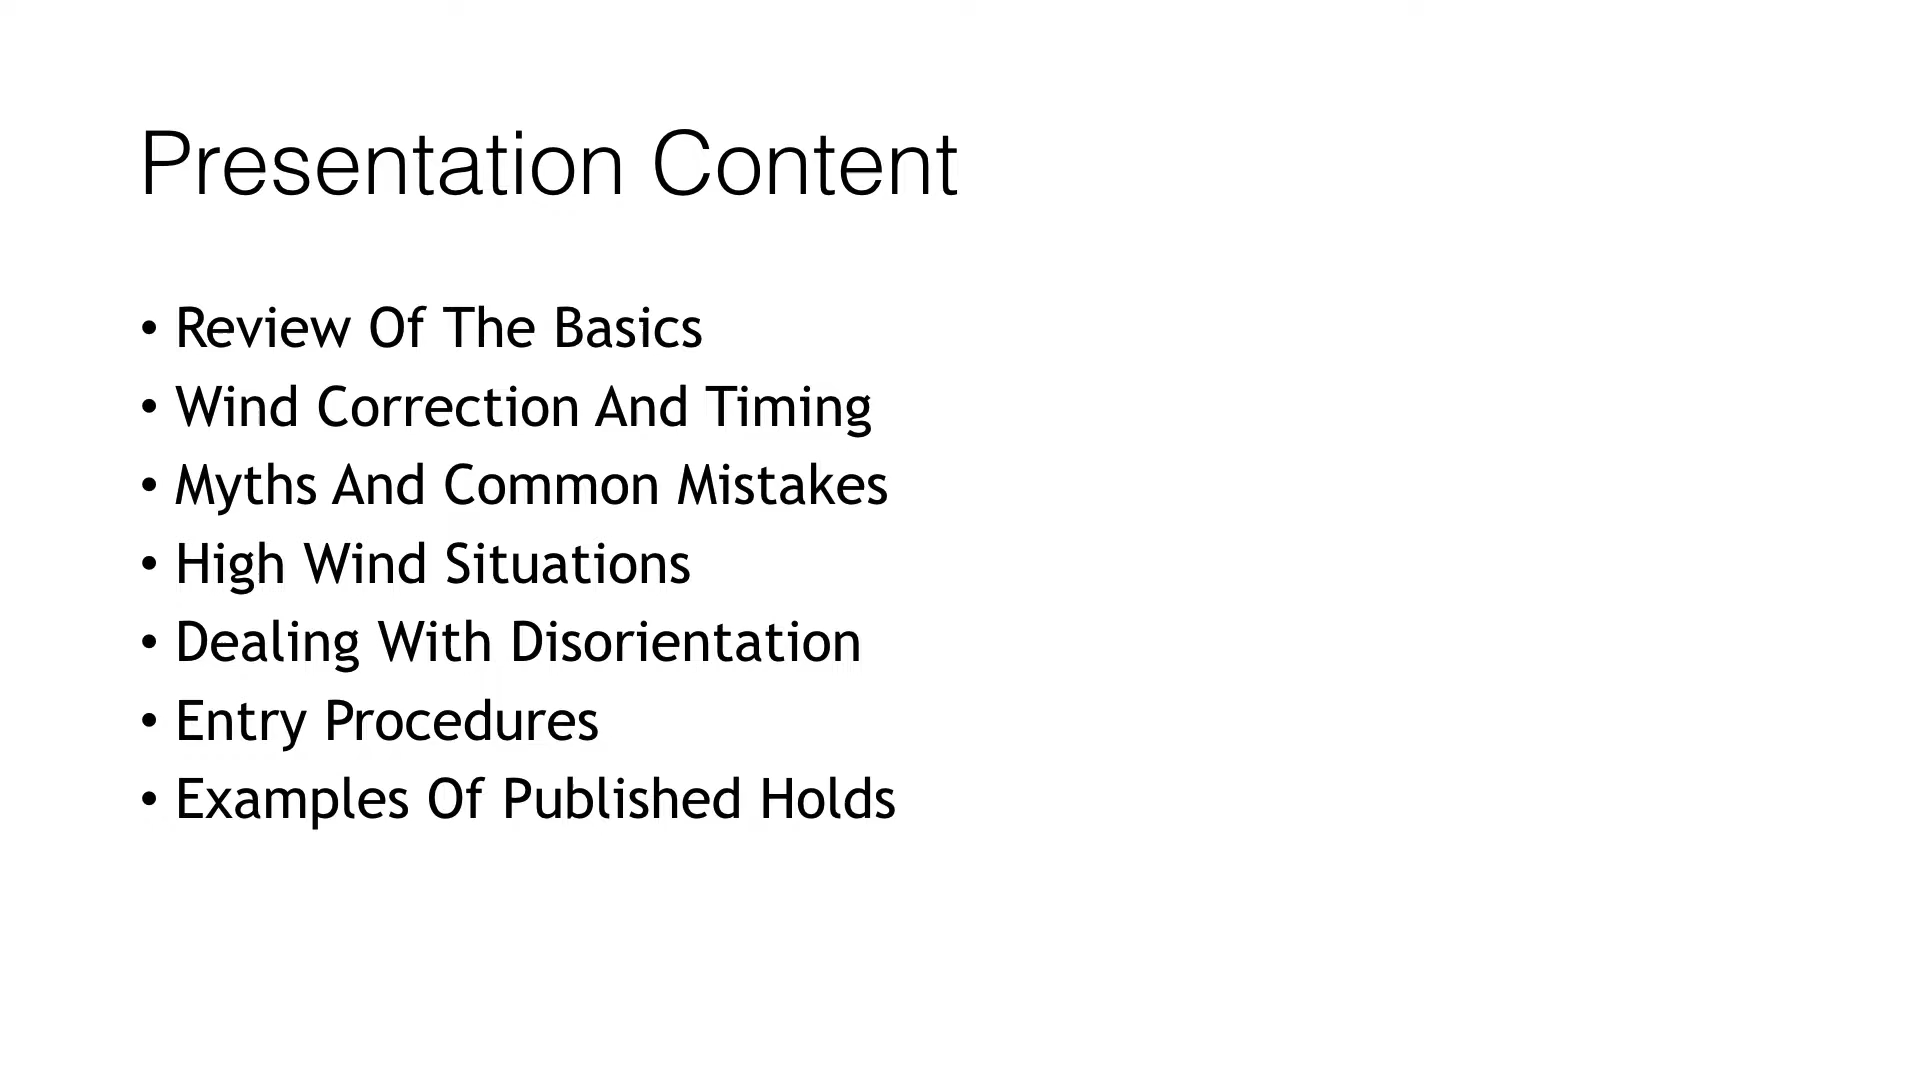 Presentation Content
• Review Of The Basics
• Wind Correction And Timing
• Myths And Common Mistakes
• High Wind Situations
• Dealing With Disorientation
• Entry Procedures
• Examples Of Published Holds